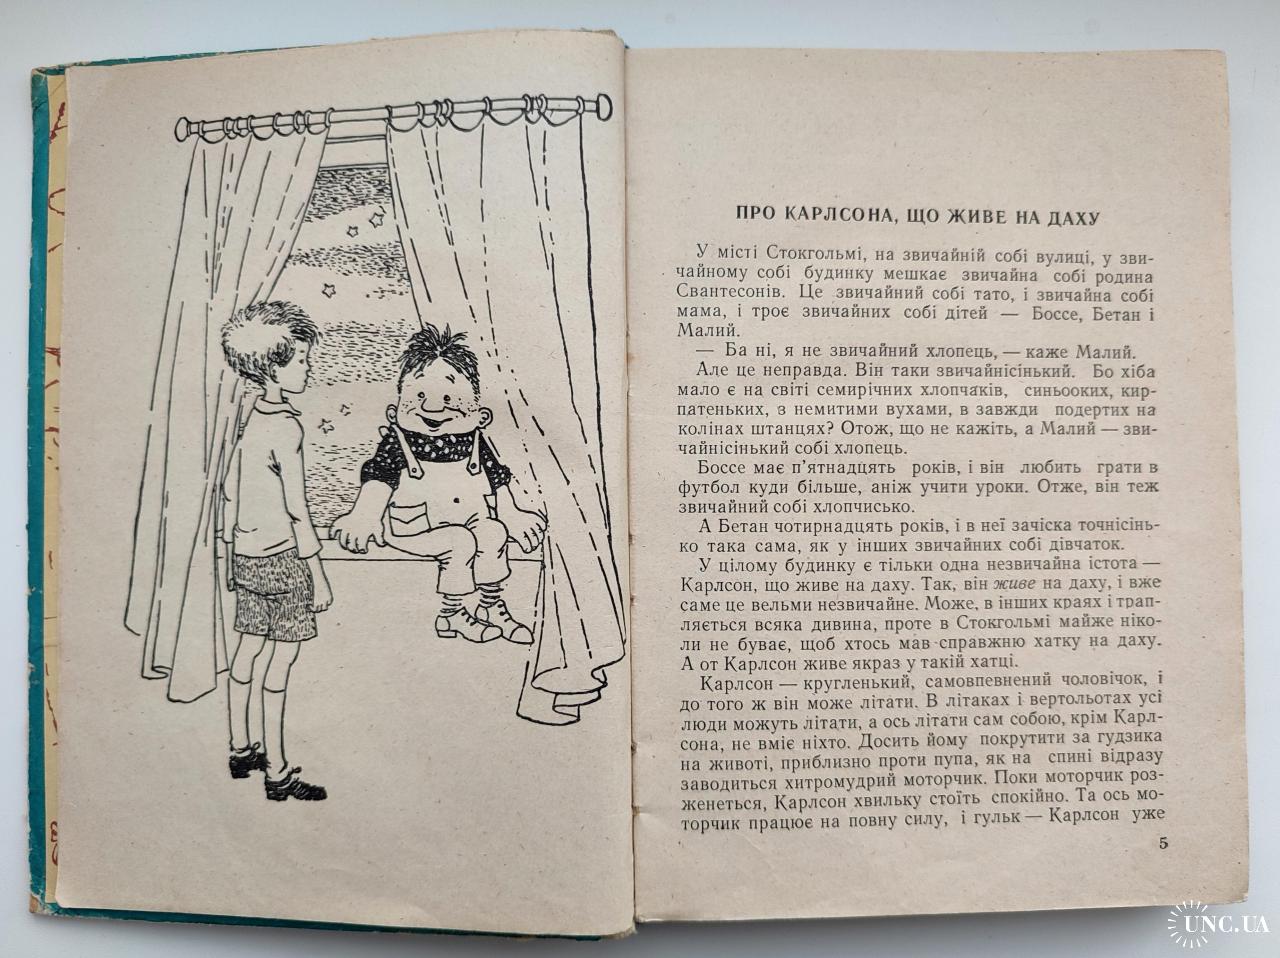 ПРО КАРЛСОНА, ЩО ЖИВЕ НА ДАХУ
У місті Стокгольмі, на звичайній собі вулиці, у зви-
чайному собі будинку мешкає звичайна собі родина
Свантесонів. Це звичайний собі тато, і звичайна собі
мама, і троє звичайних собі дітей — Боссе, Бетан і
Малий.
— Ба ні, я не звичайний хлопець, — каже Малий.
Але це неправда. Він таки звичайнісінький. Бо хіба
мало є на світі семирічних хлопчаків, синьооких, кир-
патеньких, з немитими вухами, в завжди подертих на
колінах штанцях? Отож, що не кажіть, а Малий — зви-
чайнісінький собі хлопець.
Боссе має п'ятнадцять років, і він любить грати в
футбол куди більше, аніж учити уроки. Отже, він теж
звичайний собі хлопчисько.
А Бетан чотирнадцять років, і в неї зачіска точнісінь-
ко така сама, як у інших звичайних собі дівчаток.
У цілому будинку є тільки одна незвичайна істота —
Карлсон, що живе на даху. Так, він живе на даху, і вже
саме це вельми незвичайне. Може, в інших краях і трап-
ляється всяка дивина, проте в Стокгольмі майже ніко-
ли не буває, щоб хтось мав справжню хатку на даху.
А от Карлсон живе якраз у такій хатці.
Карлсон — кругленький, самовпевнений чоловічок, і
до того ж він може літати. В літаках і вертольотах усі
люди можуть літати, а ось літати сам собою, крім Карл-
сона, не вміє ніхто. Досить йому покрутити за гудзика
на животі, приблизно проти пупа, як на спині відразу
заводиться хитромудрий моторчик. Поки моторчик роз-
женеться, Карлсон хвильку стоїть спокійно. Та ось мо-
торчик працює на повну силу, і гульк — Карлсон уже
5
UNC.UA